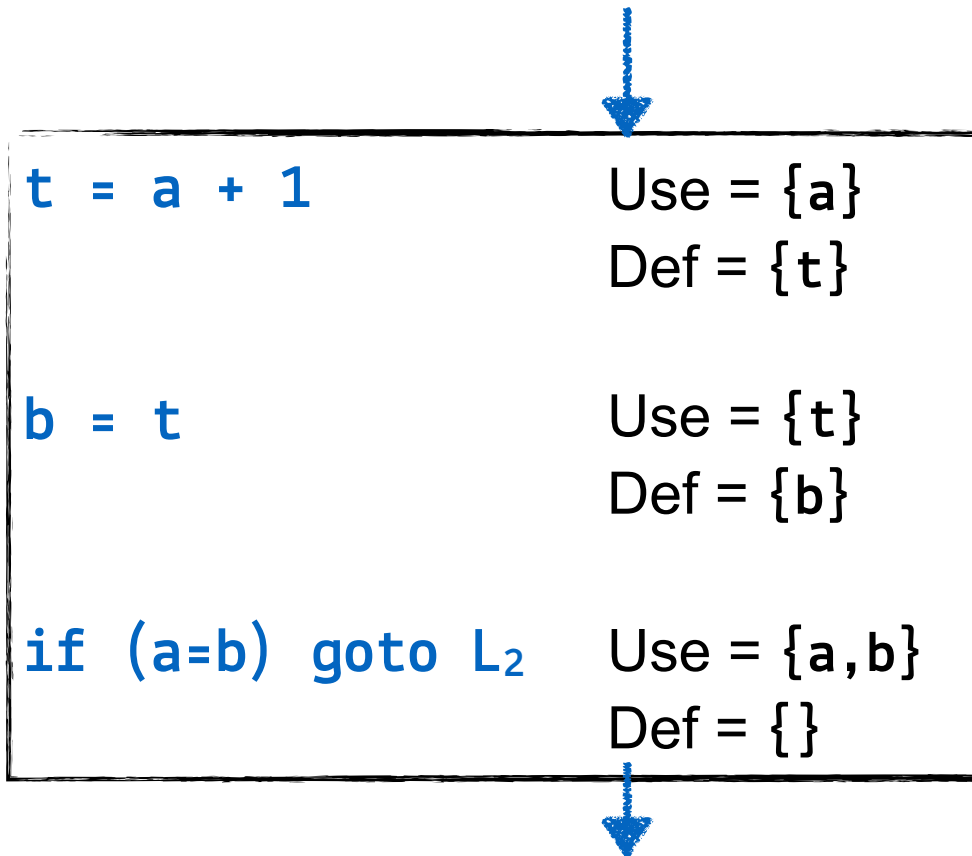 t = a + 1 Use = {a}
Def = {t}
b = t Use = {t}
Def = {b}
if (a=b) goto L₂ Use = {a,b}
Def = {}